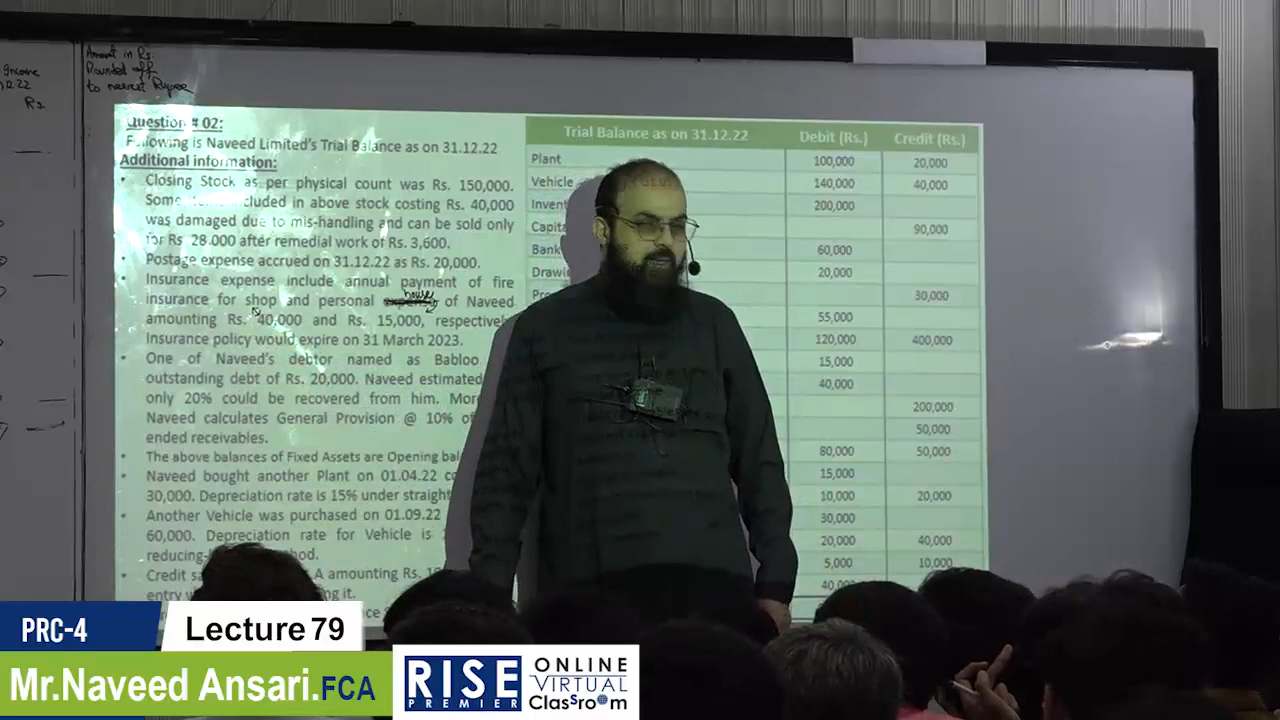 Amount in Rs.
Rounded off
to nearest Rupee
Income
Rs.
Question # 02:
Following is Naveed Limited's Trial Balance as on 31.12.22
Additional information:
• Closing Stock as per physical count was Rs. 150,000.
Some included in above stock costing Rs. 40,000
was damaged due to mis-handling and can be sold only
for Rs. 28.000 after remedial work of Rs. 3,600.
• Postage expense accrued on 31.12.22 as Rs. 20,000.
• Insurance expense include annual payment of fire
house
insurance for shop and personal of Naveed
amounting Rs. 40,000 and Rs. 15,000,
Insurance policy would expire on 31 March 2023.
• One of Naveed's debtor named as Babloo
outstanding debt of Rs. 20,000. Naveed estimated
only 20% could be recovered from him.
Naveed calculates General Provision @ 10%
ended receivables.
• The above balances of Fixed Assets are Opening
• Naveed bought another Plant on 01.04.22
30,000. Depreciation rate is 15% under straight
• Another Vehicle was purchased on 01.09.22
60,000. Depreciation rate for Vehicle is
• Credit A amounting Rs.
entry it.
Trial Balance as on 31.12.22 Debit (Rs.) Credit (Rs.)
Plant 100,000 20,000
Vehicle 140,000 40,000
200,000
90,000
Bank 60,000
20,000
30,000
55,000
120,000 400,000
15,000
40,000
200,000
50,000
80,000 50,000
15,000
10,000 20,000
30,000
20,000 40,000
5,000 10,000
40,000
PRC-4
Lecture 79
Mr.Naveed Ansari.FCA
RISE
PREMIER
ONLINE
VIRTUAL
ClaSsroom